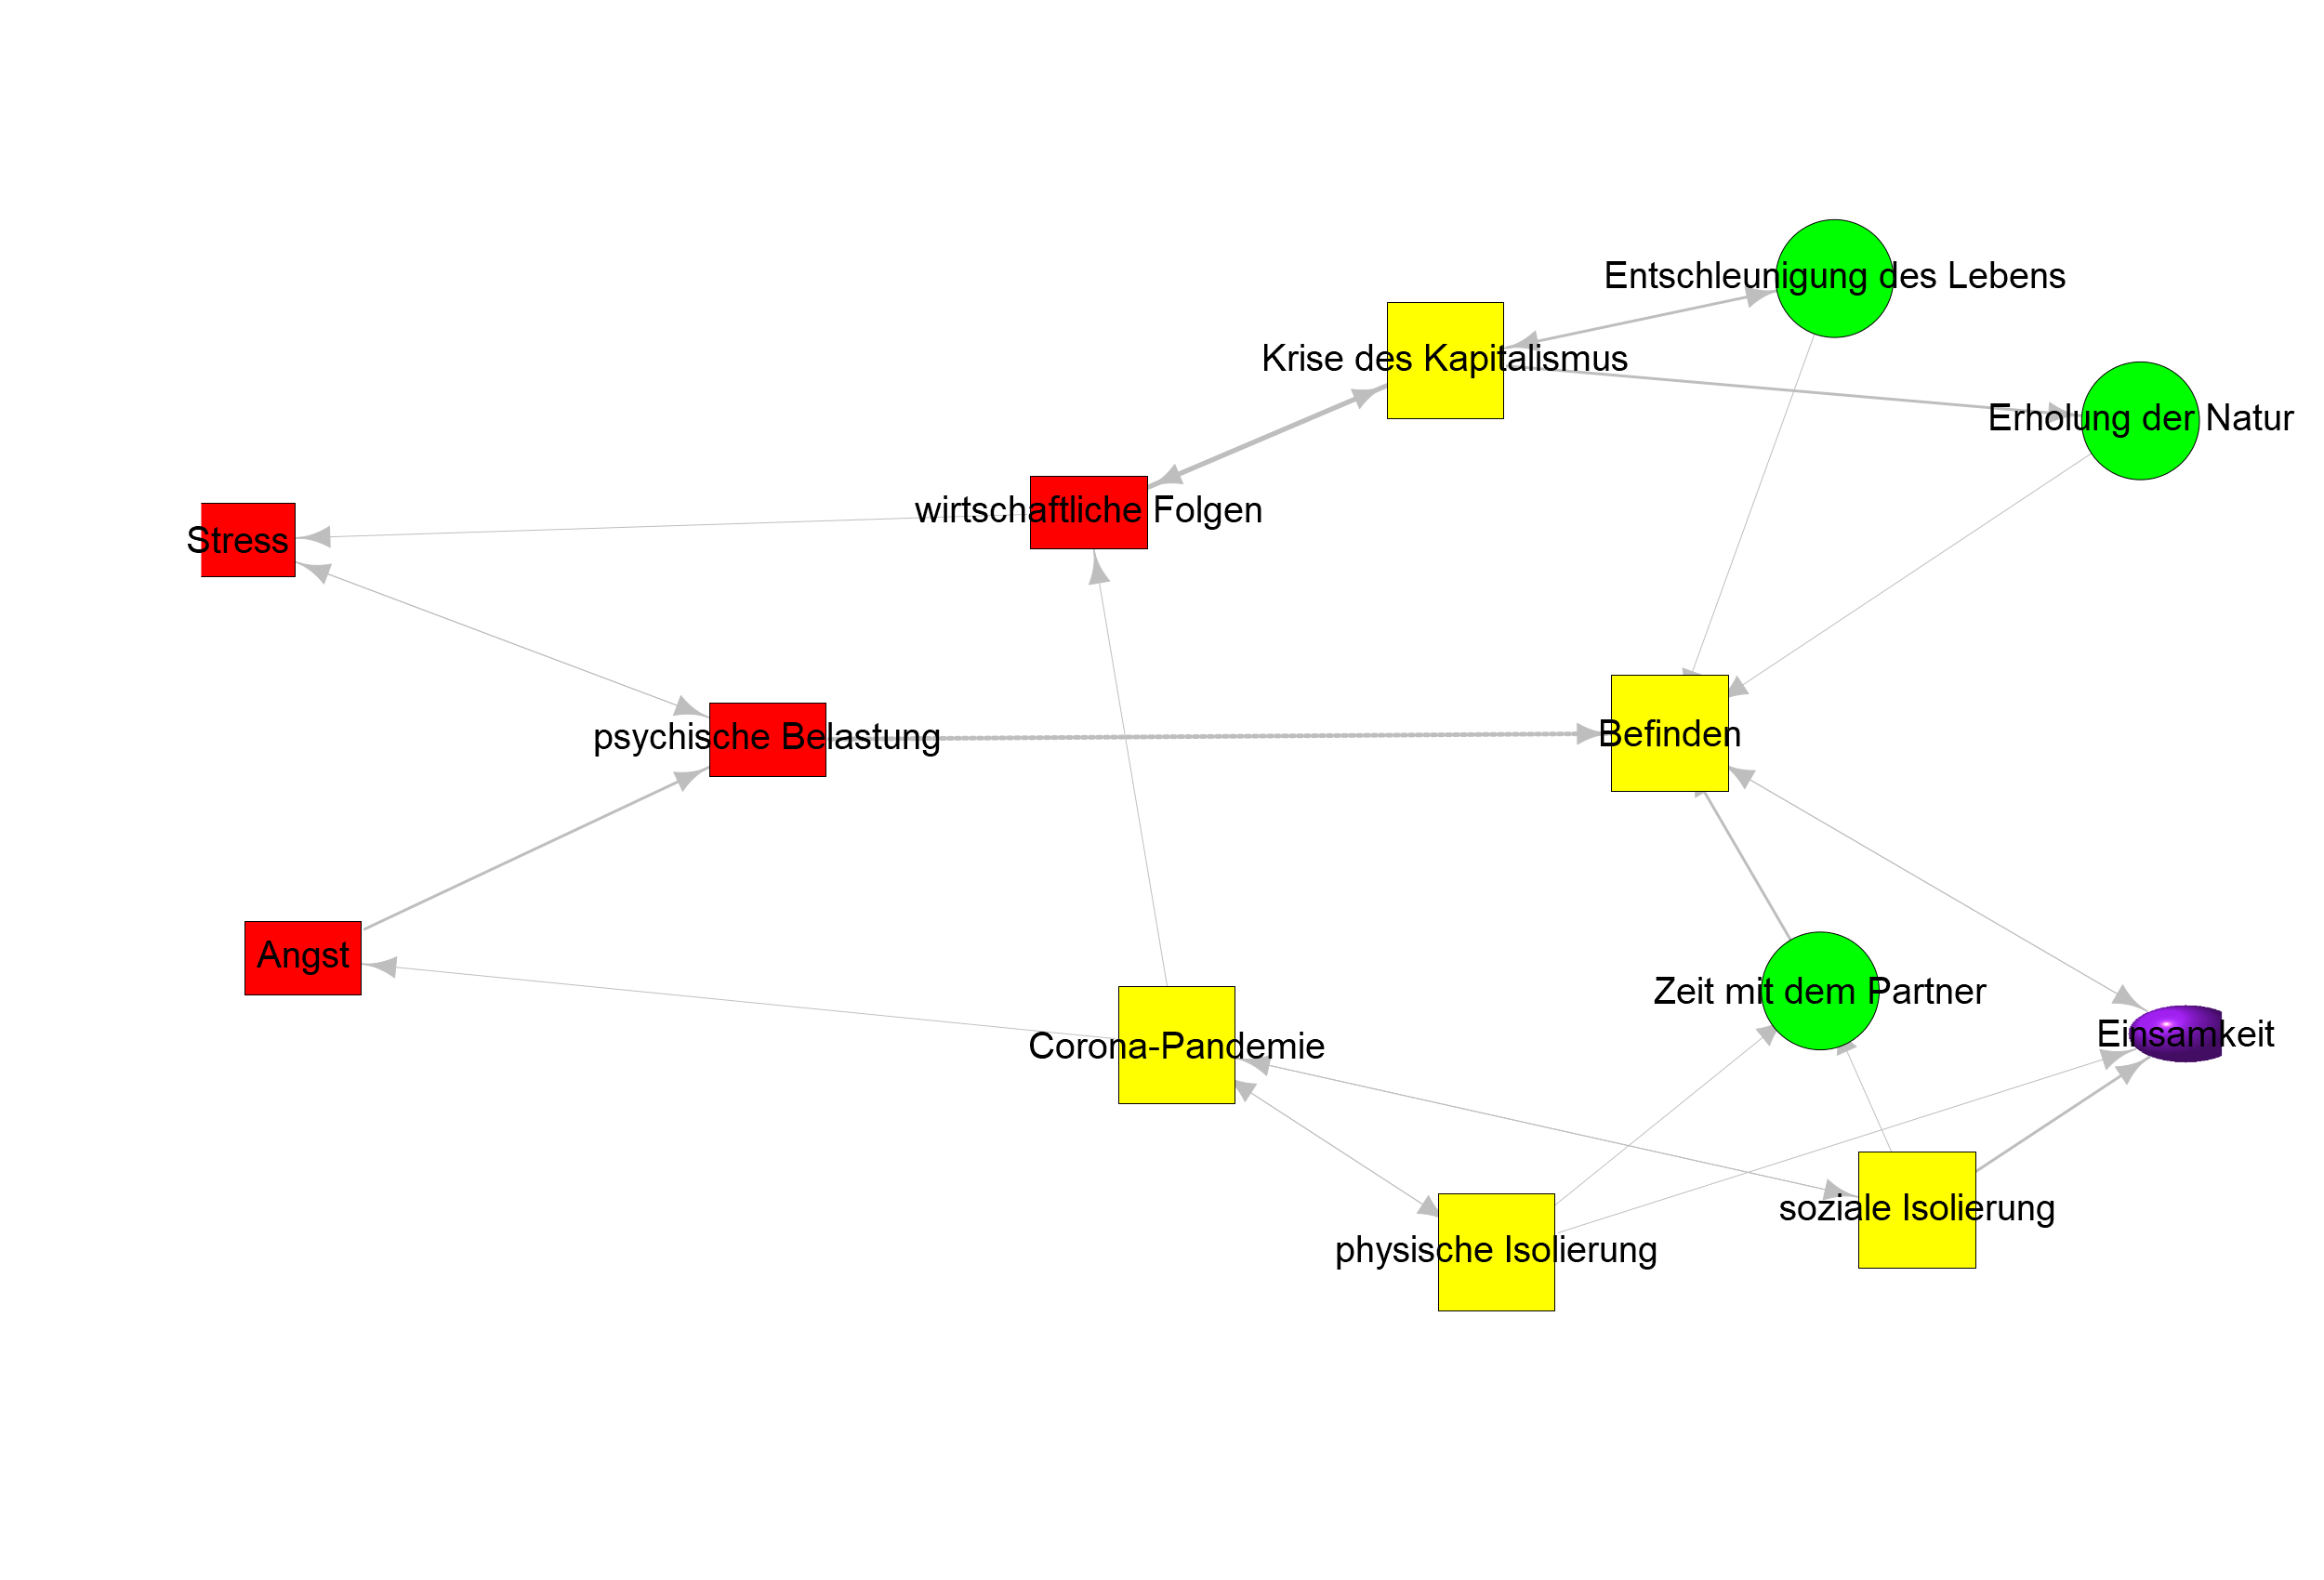 Entschleunigung des Lebens
Krise des Kapitalismus
Erholung der Natur
wirtschaftliche Folgen
Stress
psychische Belastung
Befinden
Angst
Zeit mit dem Partner
Einsamkeit
Corona-Pandemie
soziale Isolierung
physische Isolierung